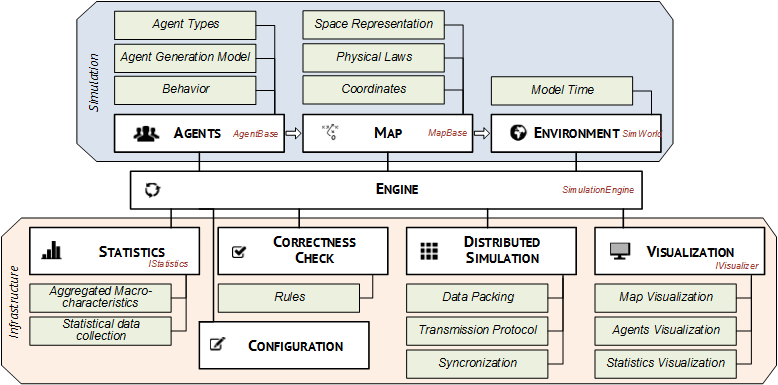 Simulation
Agent Types
Agent Generation Model
Behavior
AGENTS
AgentBase
Space Representation
Physical Laws
Coordinates
MAP
MapBase
Model Time
ENVIRONMENT
SimWorld
ENGINE
SimulationEngine
Infrastructure
STATISTICS
IStatistics
Aggregated Macro-
characteristics
Statistical data
collection
CORRECTNESS
CHECK
Rules
CONFIGURATION
DISTRIBUTED
SIMULATION
Data Packing
Transmission Protocol
Syncronization
VISUALIZATION
IVisualizer
Map Visualization
Agents Visualization
Statistics Visualization